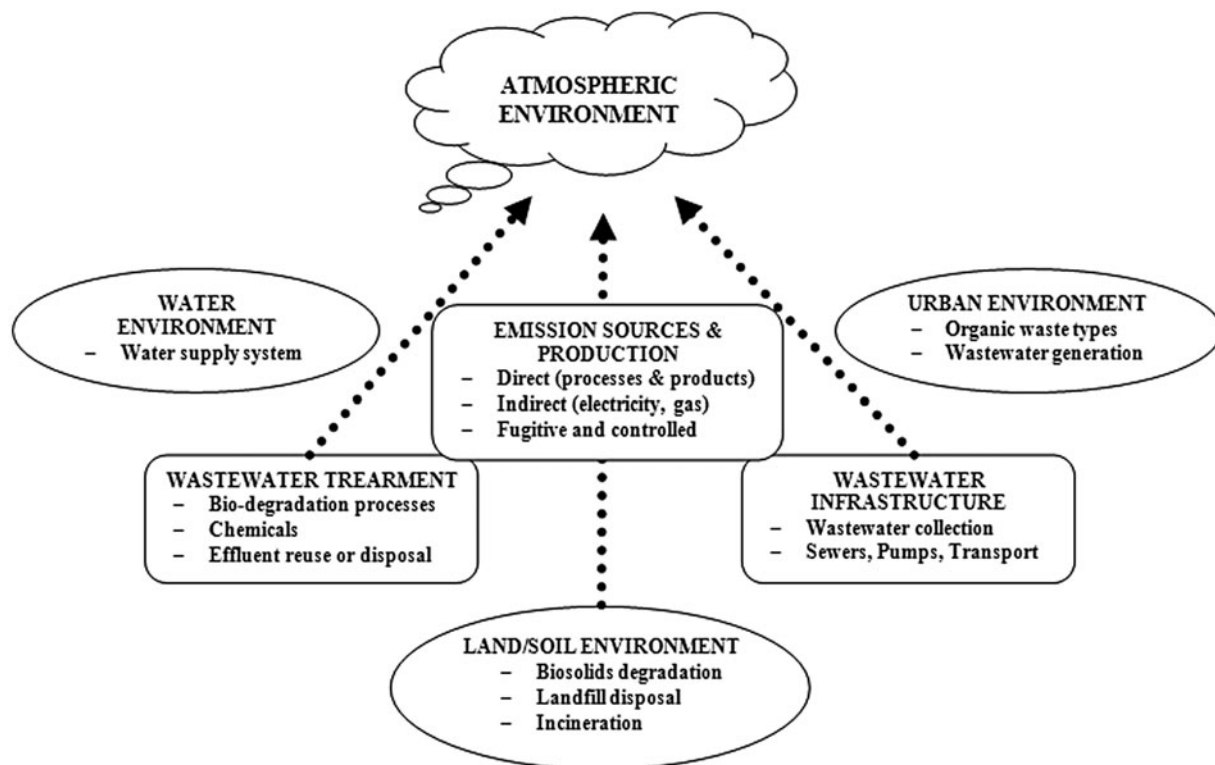 ATMOSPHERIC
ENVIRONMENT
WATER
ENVIRONMENT
– Water supply system
URBAN ENVIRONMENT
– Organic waste types
– Wastewater generation
EMISSION SOURCES &
PRODUCTION
– Direct (processes & products)
– Indirect (electricity, gas)
– Fugitive and controlled
WASTEWATER TREARMENT
– Bio-degradation processes
– Chemicals
– Effluent reuse or disposal
WASTEWATER
INFRASTRUCTURE
– Wastewater collection
– Sewers, Pumps, Transport
LAND/SOIL ENVIRONMENT
– Biosolids degradation
– Landfill disposal
– Incineration